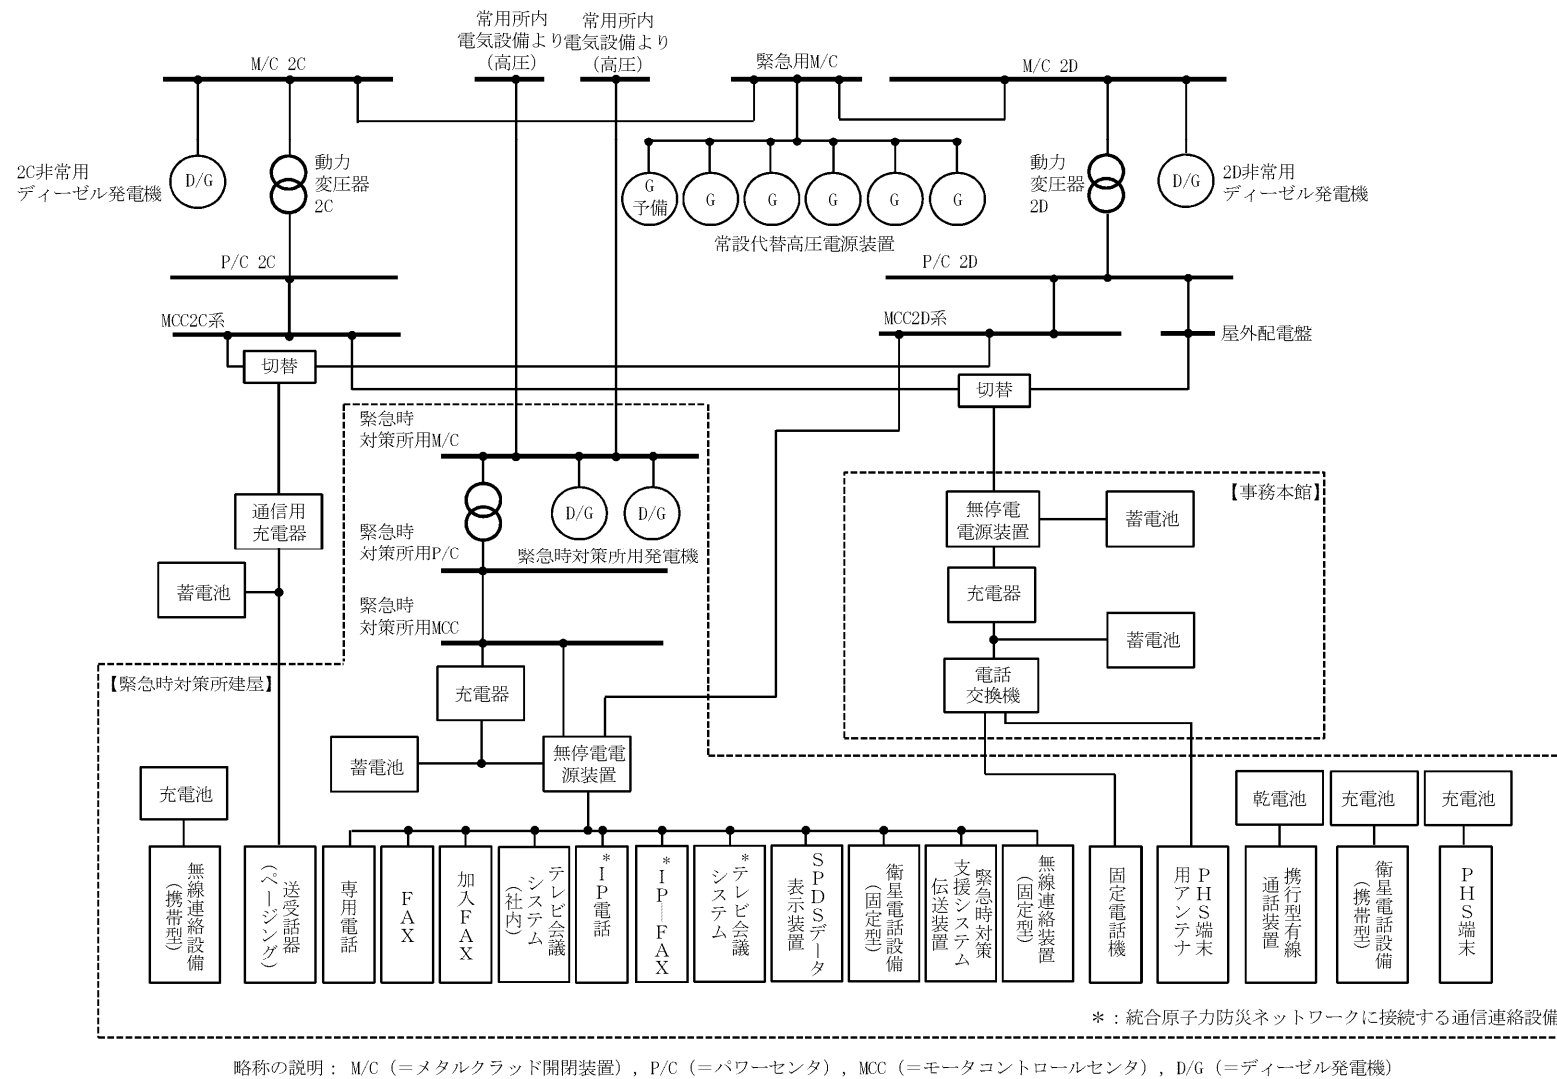 常用所内
電気設備より
(高圧)
常用所内
電気設備より
(高圧)
M/C 2C
緊急用M/C
M/C 2D
2C非常用
ディーゼル発電機
D/G
動力
変圧器
2C
G
予備
G
G
G
G
G
常設代替高圧電源装置
動力
変圧器
2D
D/G
2D非常用
ディーゼル発電機
P/C 2C
P/C 2D
MCC2C系
MCC2D系
屋外配電盤
切替
切替
緊急時
対策所用M/C
D/G
D/G
緊急時対策所用発電機
緊急時
対策所用P/C
緊急時
対策所用MCC
通信用
充電器
蓄電池
【事務本館】
無停電
電源装置
蓄電池
充電器
蓄電池
電話
交換機
【緊急時対策所建屋】
充電器
蓄電池
無停電電
源装置
充電池
乾電池
充電池
充電池
無線連絡設備
(携帯型)
送受話器
(ページング)
専用電話
FAX
加入FAX
テレビ会議
システム
(社内)
*IP電話
*IP―FAX
*テレビ会議
システム
SPDSデータ
表示装置
衛星電話設備
(固定型)
緊急時対策
支援システム
伝送装置
無線連絡装置
(固定型)
固定電話機
PHS端末
用アンテナ
携行型有線
通話装置
衛星電話設備
(携帯型)
PHS端末
*：統合原子力防災ネットワークに接続する通信連絡設備
略称の説明： M/C（＝メタルクラッド開閉装置），P/C（＝パワーセンタ），MCC（＝モータコントロールセンタ），D/G（＝ディーゼル発電機）